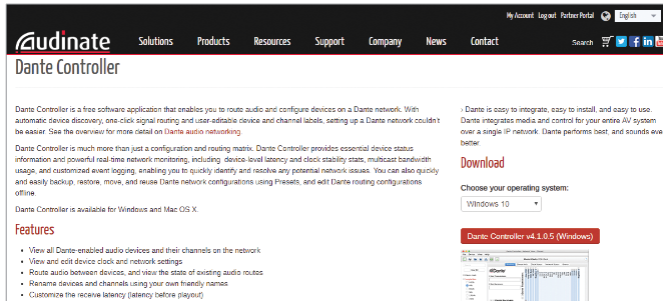 My Account Log out Partner Portal English
Audinate Solutions Products Resources Support Company News Contact Search
Dante Controller
Dante Controller is a free software application that enables you to route audio and configure devices on a Dante network. With
automatic device discovery, one-click signal routing and user-editable device and channel labels, setting up a Dante network couldn't
be easier. See the overview for more detail on Dante audio networking.
Dante Controller is much more than just a configuration and routing matrix. Dante Controller provides essential device status
information and powerful real-time network monitoring, including device-level latency and clock stability stats, multicast bandwidth
usage, and customized event logging, enabling you to quickly identify and resolve any potential network issues. You can also quickly
and easily backup, restore, move, and reuse Dante network configurations using Presets, and edit Dante routing configurations
offline.
Dante Controller is available for Windows and Mac OS X.
Features
• View all Dante-enabled audio devices and their channels on the network
• View and edit device clock and network settings
• Route audio between devices, and view the state of existing audio routes
• Rename devices and channels using your own friendly names
• Customize the receive latency (latency before playout)
› Dante is easy to integrate, easy to install, and easy to use.
Dante integrates media and control for your entire AV system
over a single IP network. Dante performs best, and sounds eve
better.
Download
Choose your operating system:
Windows 10
Dante Controller v4.1.0.5 (Windows)